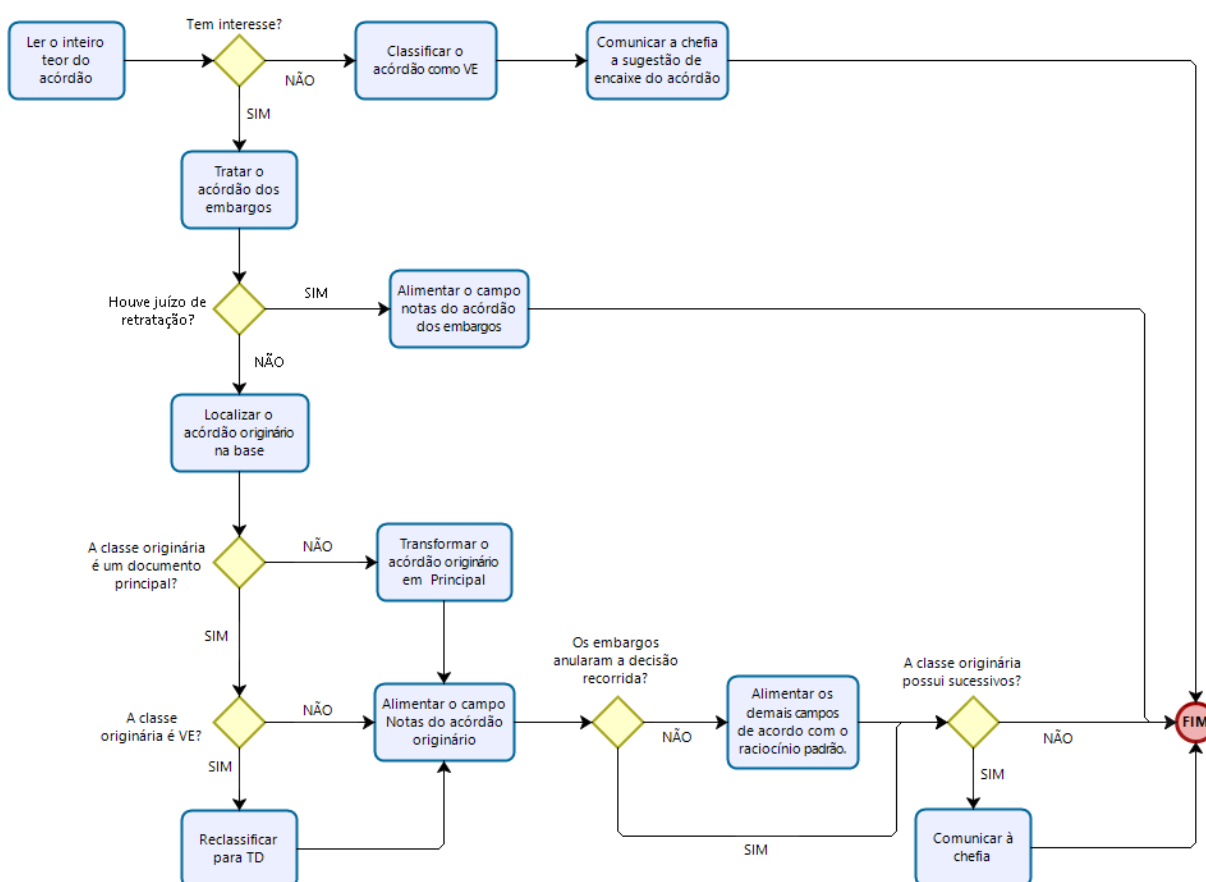 Tem interesse?
Ler o inteiro
teor do
acórdão
NÃO
Classificar o
acórdão como VE
Comunicar a chefia
a sugestão de
encaixe do acórdão
SIM
Tratar o
acórdão dos
embargos
Houve juízo de
retratação?
SIM
Alimentar o campo
notas do acórdão
dos embargos
NÃO
Localizar o
acórdão originário
na base
A classe originária
é um documento
principal?
NÃO
Transformar o
acórdão originário
em Principal
SIM
A classe
originária é VE?
NÃO
Alimentar o campo
Notas do acórdão
originário
SIM
Reclassificar
para TD
Os embargos
anularam a decisão
recorrida?
NÃO
Alimentar os
demais campos
de acordo com o
raciocínio padrão.
SIM
A classe originária
possui sucessivos?
NÃO
SIM
Comunicar à
chefia
FIM